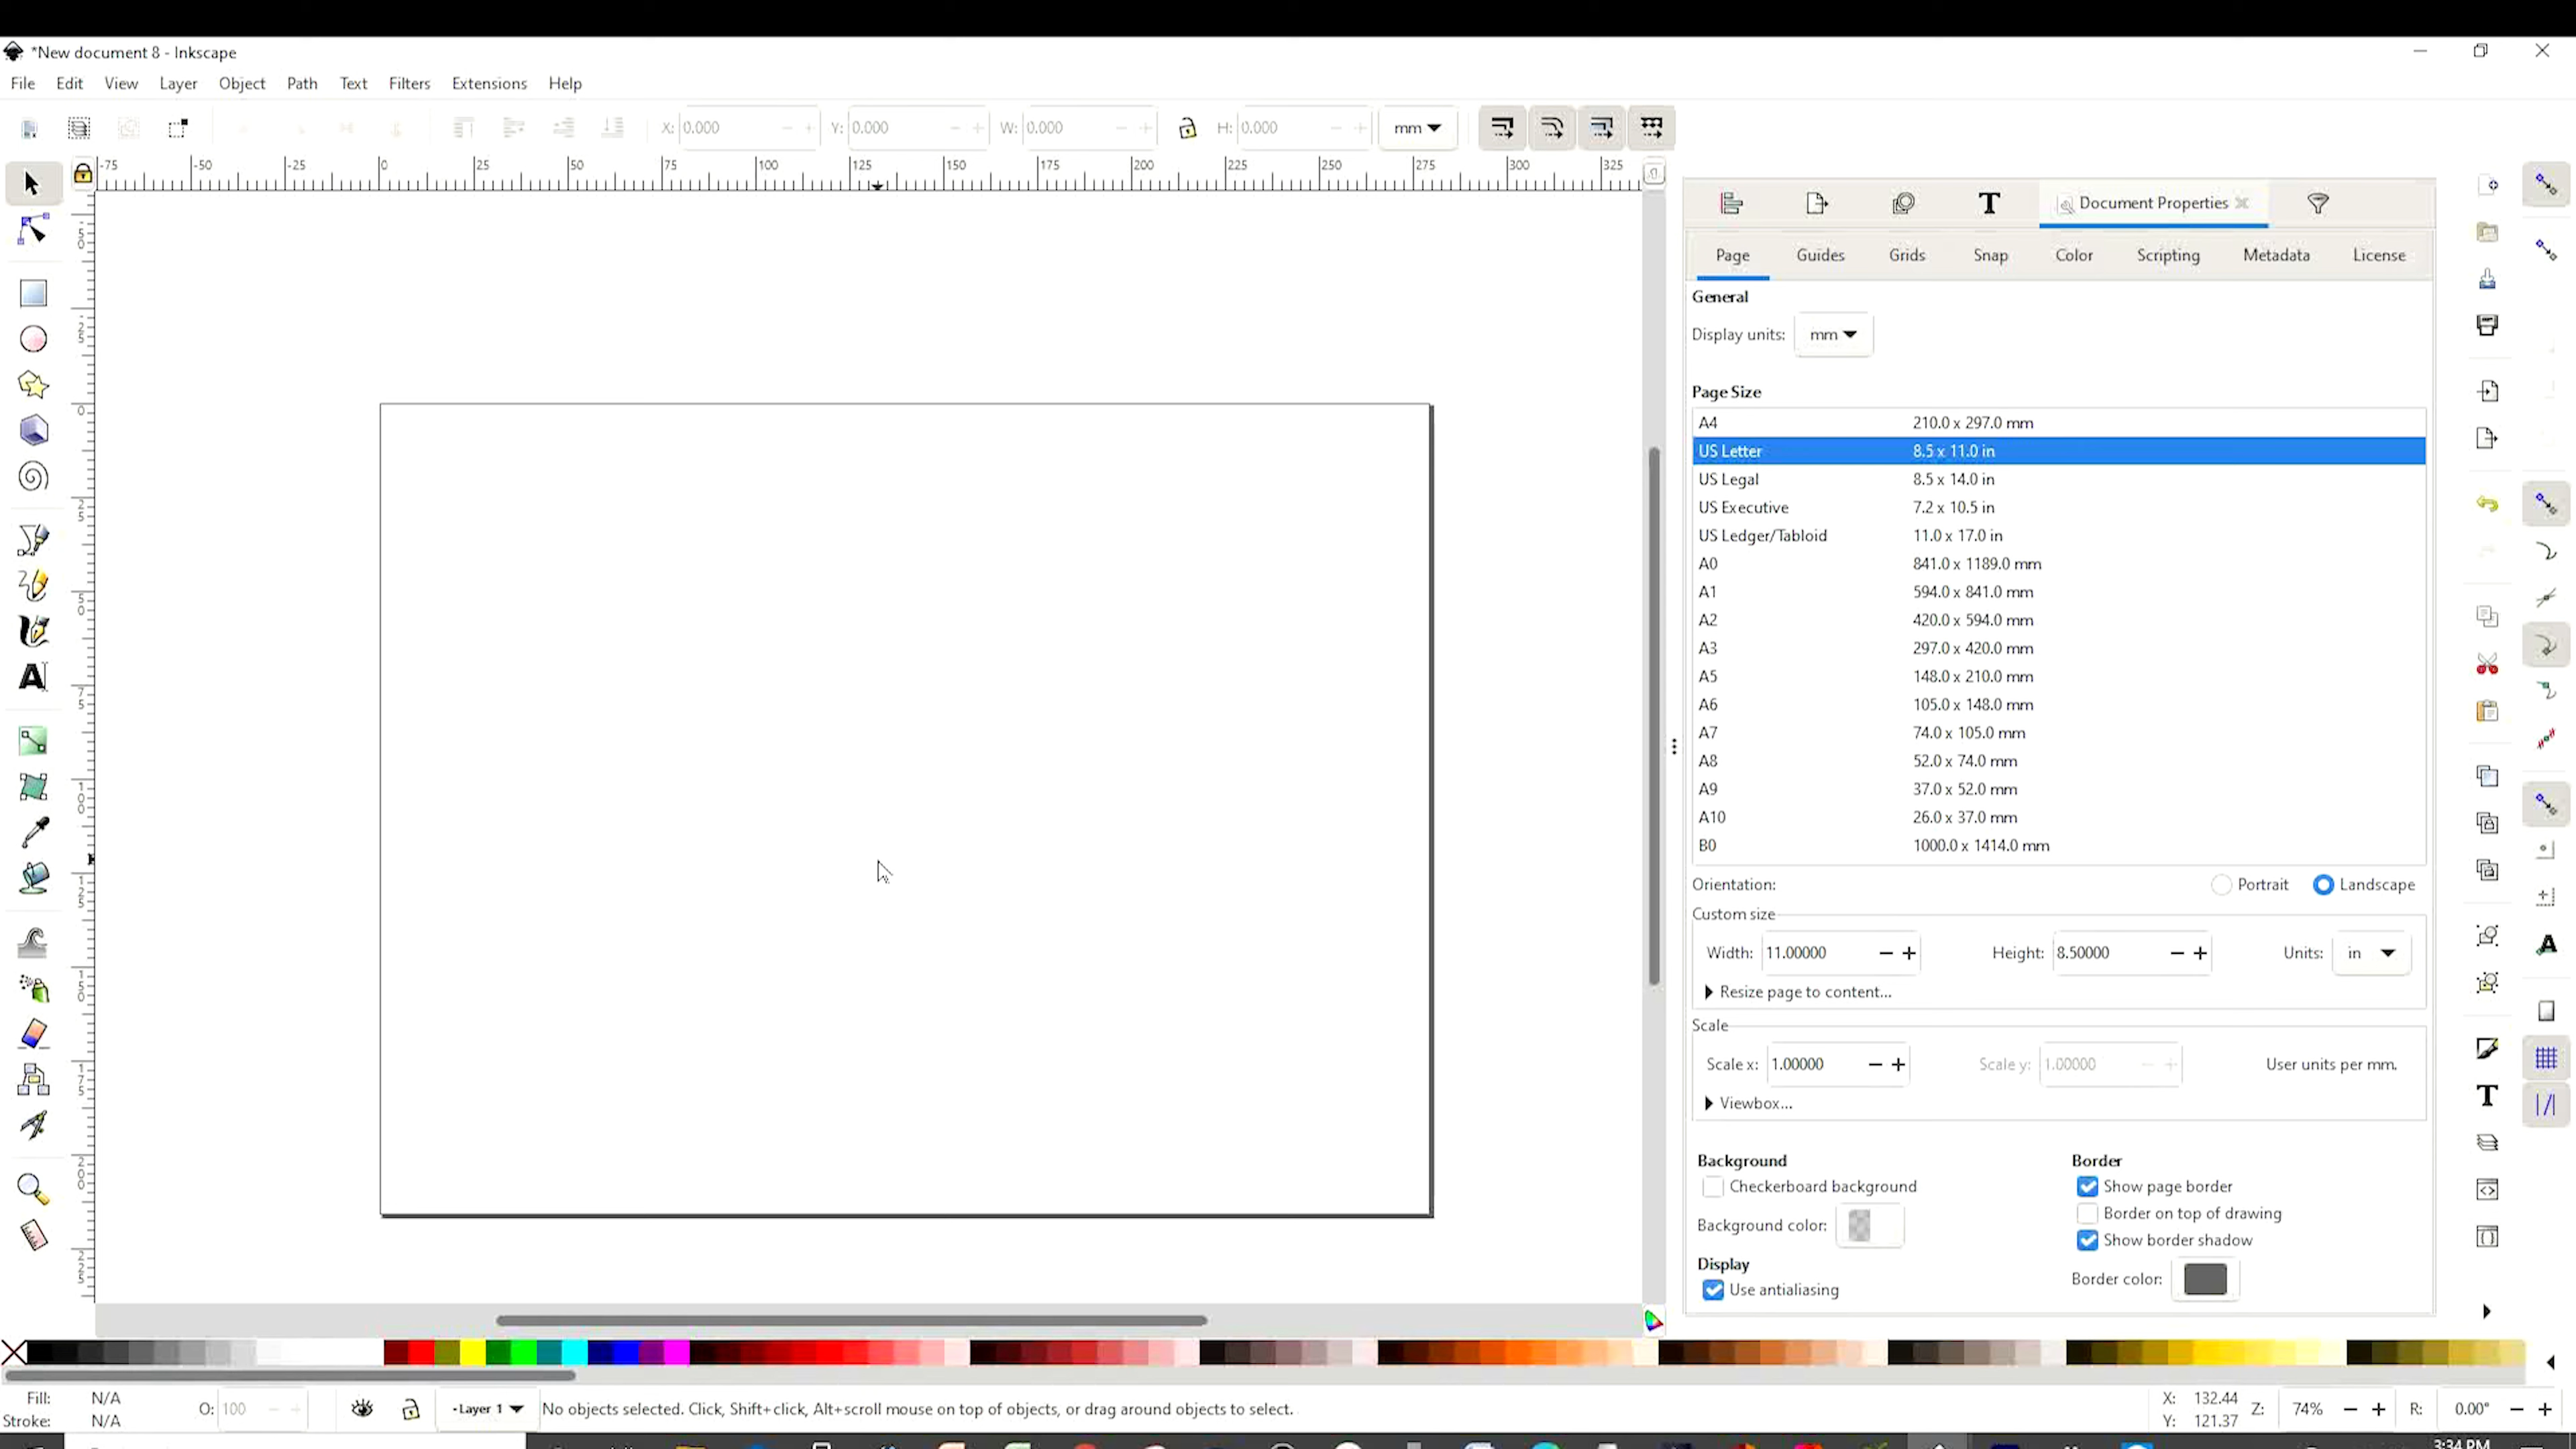 *New document 8 - Inkscape
File Edit View Layer Object Path Text Filters Extensions Help
X: 0.000 Y: 0.000 W: 0.000 H: 0.000 mm
-75 -50 -25 0 25 50 75 100 125 150 175 200 225 250 275 300 325
Document Properties
Page Guides Grids Snap Color Scripting Metadata License
General
Display units: mm
Page Size
A4 210.0 x 297.0 mm
US Letter 8.5 x 11.0 in
US Legal 8.5 x 14.0 in
US Executive 7.2 x 10.5 in
US Ledger/Tabloid 11.0 x 17.0 in
A0 841.0 x 1189.0 mm
A1 594.0 x 841.0 mm
A2 420.0 x 594.0 mm
A3 297.0 x 420.0 mm
A5 148.0 x 210.0 mm
A6 105.0 x 148.0 mm
A7 74.0 x 105.0 mm
A8 52.0 x 74.0 mm
A9 37.0 x 52.0 mm
A10 26.0 x 37.0 mm
B0 1000.0 x 1414.0 mm
Orientation: Portrait Landscape
Custom size
Width: 11.00000 Height: 8.50000 Units: in
Resize page to content...
Scale
Scale x: 1.00000 Scale y: 1.00000 User units per mm.
Viewbox...
Background
Checkerboard background
Background color:
Display
Use antialiasing
Border
Show page border
Border on top of drawing
Show border shadow
Border color:
Fill: N/A
Stroke: N/A
O: 100
-Layer 1
No objects selected. Click, Shift+click, Alt+scroll mouse on top of objects, or drag around objects to select.
X: 132.44
Y: 121.37
Z: 74%
R: 0.00°
3:34 PM